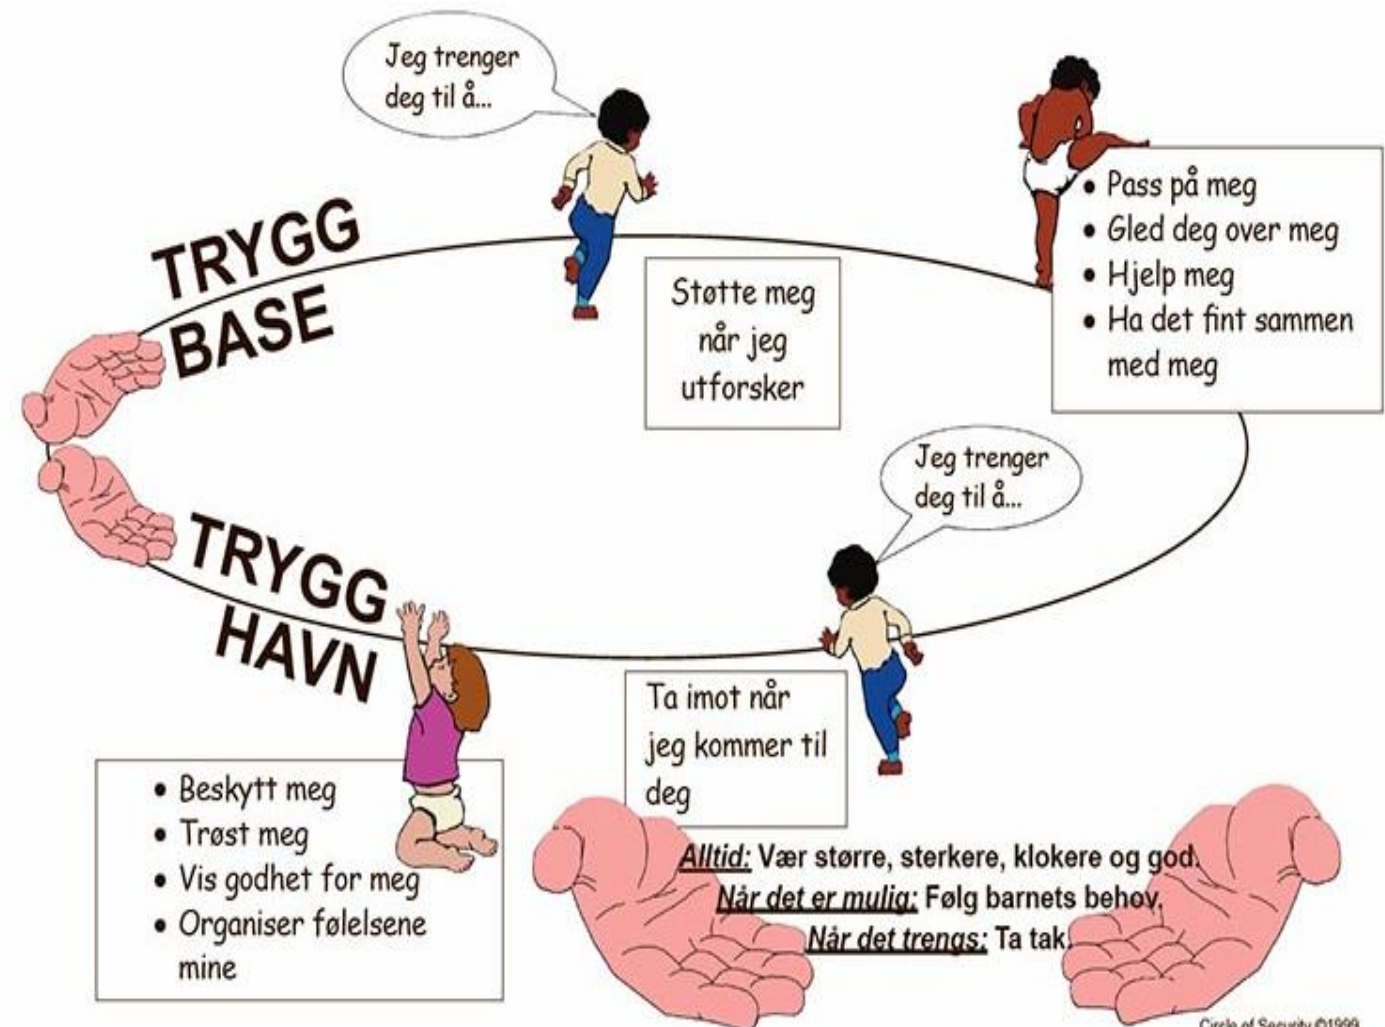 Jeg trenger
deg til å...
TRYGG
BASE
Støtte meg
når jeg
utforsker
• Pass på meg
• Gled deg over meg
• Hjelp meg
• Ha det fint sammen
med meg
Jeg trenger
deg til å...
TRYGG
HAVN
Ta imot når
jeg kommer til
deg
• Beskytt meg
• Trøst meg
• Vis godhet for meg
• Organiser følelsene
mine
Alltid: Vær større, sterkere, klokere og god.
Når det er mulig: Følg barnets behov.
Når det trengs: Ta tak.
Circle of Security ©1999